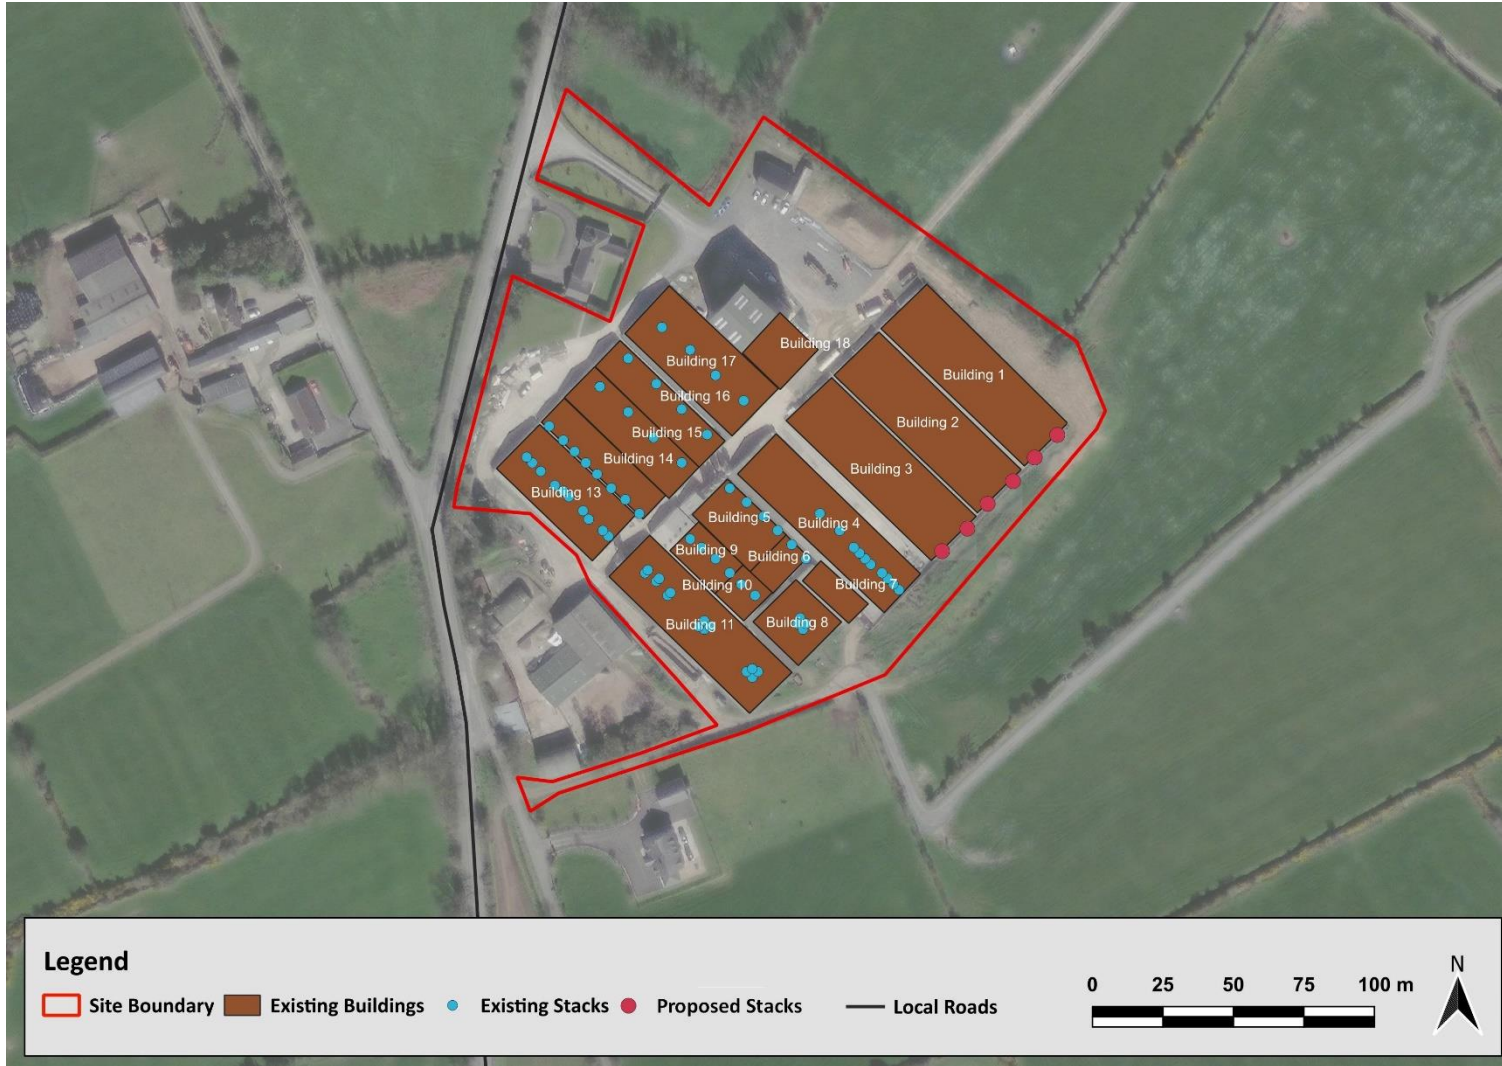 Building 18
Building 17
Building 1
Building 16
Building 2
Building 15
Building 14
Building 3
Building 13
Building 5
Building 4
Building 9
Building 6
Building 10
Building 7
Building 11
Building 8
Legend
Site Boundary
Existing Buildings
Existing Stacks
Proposed Stacks
Local Roads
0 25 50 75 100 m
N